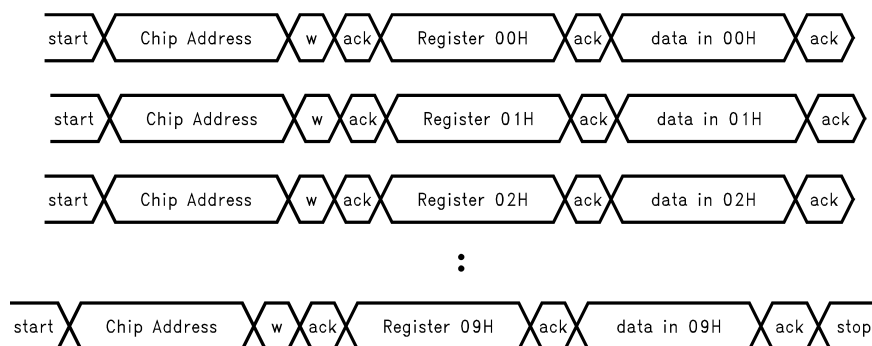 start Chip Address w ack Register 00H ack data in 00H ack
start Chip Address w ack Register 01H ack data in 01H ack
start Chip Address w ack Register 02H ack data in 02H ack
:
start Chip Address w ack Register 09H ack data in 09H ack stop